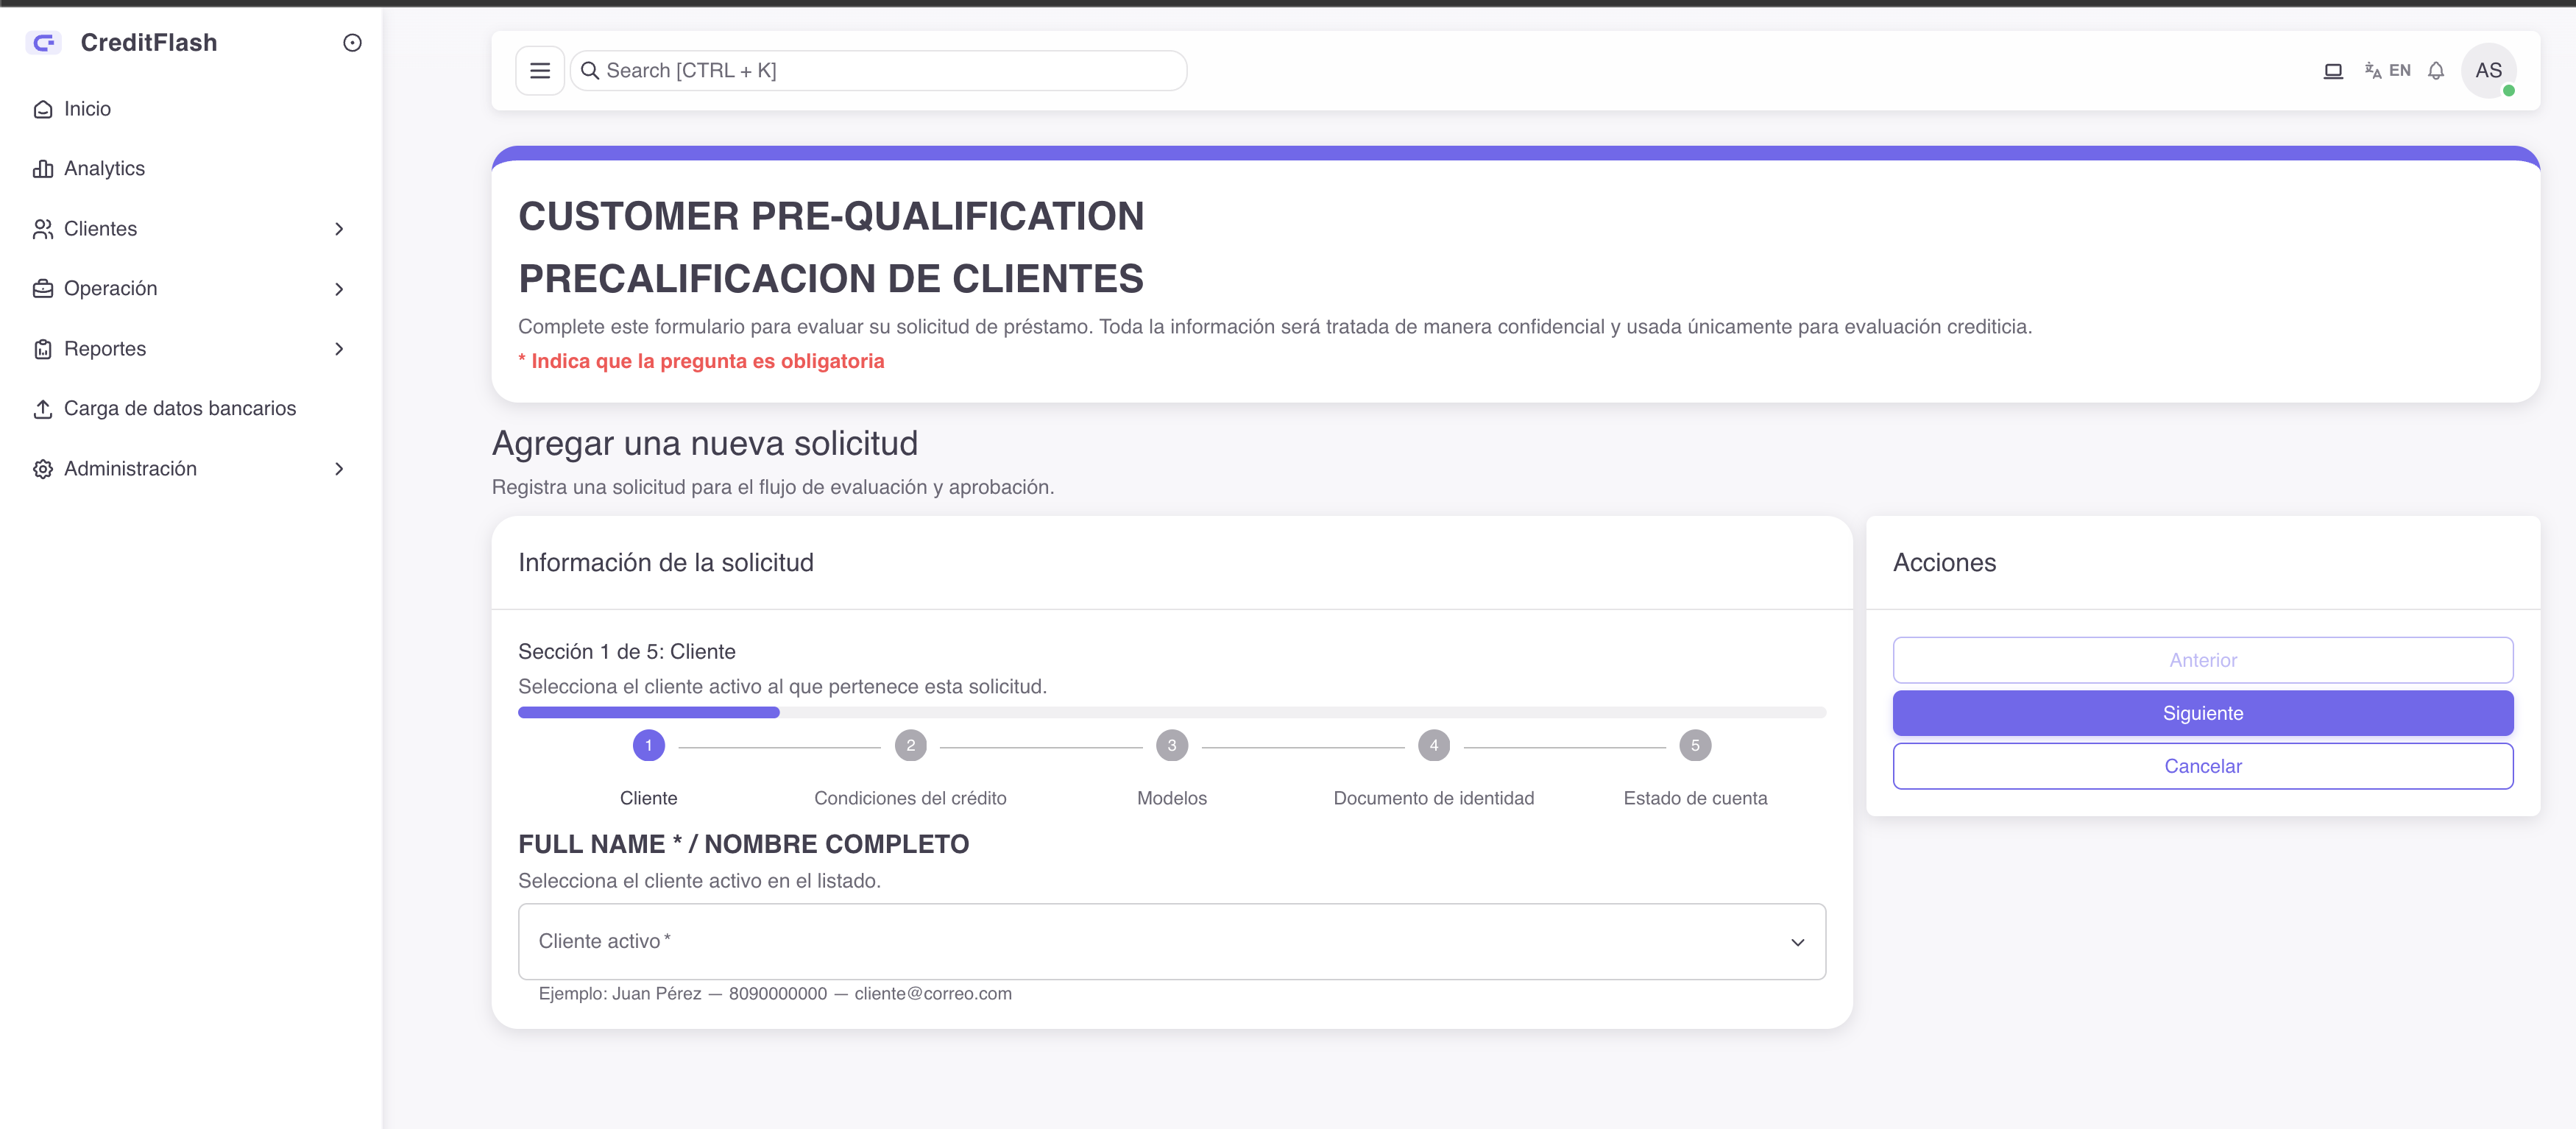 CreditFlash
Inicio
Analytics
Clientes
Operación
Reportes
Carga de datos bancarios
Administración
Search [CTRL + K]
EN
AS
CUSTOMER PRE-QUALIFICATION
PRECALIFICACION DE CLIENTES
Complete este formulario para evaluar su solicitud de préstamo. Toda la información será tratada de manera confidencial y usada únicamente para evaluación crediticia.
* Indica que la pregunta es obligatoria
Agregar una nueva solicitud
Registra una solicitud para el flujo de evaluación y aprobación.
Información de la solicitud
Sección 1 de 5: Cliente
Selecciona el cliente activo al que pertenece esta solicitud.
1 2 3 4 5
Cliente Condiciones del crédito Modelos Documento de identidad Estado de cuenta
FULL NAME * / NOMBRE COMPLETO
Selecciona el cliente activo en el listado.
Cliente activo *
Ejemplo: Juan Pérez — 8090000000 — cliente@correo.com
Acciones
Anterior
Siguiente
Cancelar